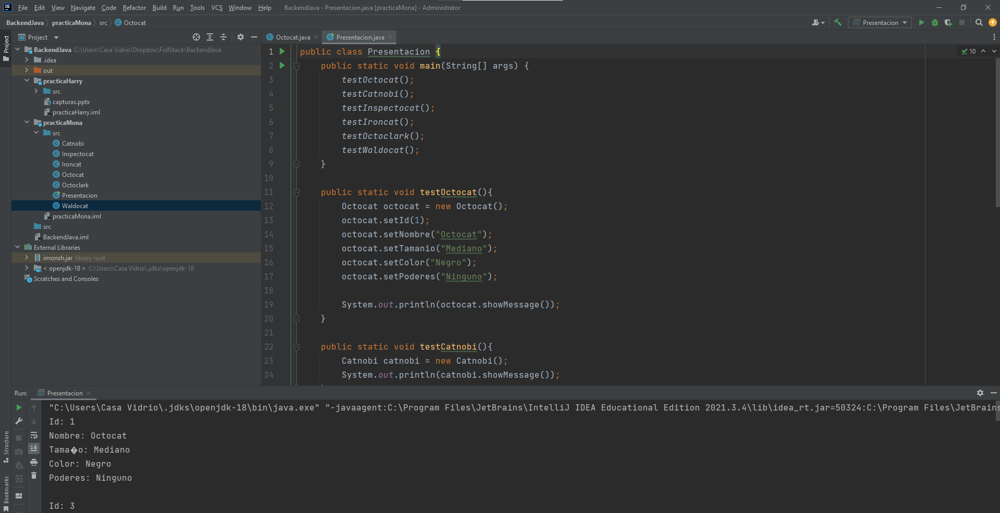 File Edit View Navigate Code Refactor Build Run Tools VCS Window Help BackendJava - Presentacion.java [practicaMona] - Administrator
BackendJava practicaMona src Octocat
Presentacion
Project
Octocat.java
Presentacion.java
Project
BackendJava C:\Users\Casa Vidrio\Dropbox\FullStack\BackendJava
.idea
out
practicaHarry
src
capturas.pptx
practicaHarry.iml
practicaMona
src
Catnobi
Inspectocat
Ironcat
Octocat
Octoclark
Presentacion
Waldocat
practicaMona.iml
src
BackendJava.iml
External Libraries
imonsh.jar library root
< openjdk-18 > C:\Users\Casa Vidrio\.jdks\openjdk-18
Scratches and Consoles
10
1 public class Presentacion {
2 public static void main(String[] args) {
3 testOctocat();
4 testCatnobi();
5 testInspectocat();
6 testIroncat();
7 testOctoclark();
8 testWaldocat();
9 }
10
11 public static void testOctocat(){
12 Octocat octocat = new Octocat();
13 octocat.setId(1);
14 octocat.setNombre("Octocat");
15 octocat.setTamanio("Mediano");
16 octocat.setColor("Negro");
17 octocat.setPoderes("Ninguno");
18
19 System.out.println(octocat.showMessage());
20 }
21
22 public static void testCatnobi(){
23 Catnobi catnobi = new Catnobi();
24 System.out.println(catnobi.showMessage());
Run: Presentacion
"C:\Users\Casa Vidrio\.jdks\openjdk-18\bin\java.exe" "-javaagent:C:\Program Files\JetBrains\IntelliJ IDEA Educational Edition 2021.3.4\lib\idea_rt.jar=50324:C:\Program Files\JetBrains
Id: 1
Nombre: Octocat
Tama�o: Mediano
Color: Negro
Poderes: Ninguno
Id: 3
Structure
Bookmarks